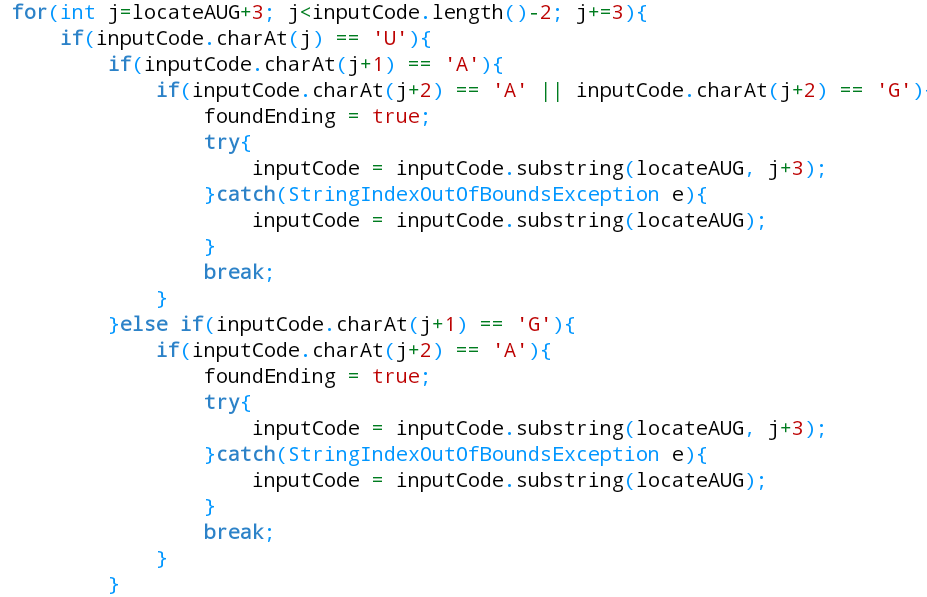 for(int j=locateAUG+3; j<inputCode.length()-2; j+=3){
    if(inputCode.charAt(j) == 'U'){
        if(inputCode.charAt(j+1) == 'A'){
            if(inputCode.charAt(j+2) == 'A' || inputCode.charAt(j+2) == 'G'){
                foundEnding = true;
                try{
                    inputCode = inputCode.substring(locateAUG, j+3);
                }catch(StringIndexOutOfBoundsException e){
                    inputCode = inputCode.substring(locateAUG);
                }
                break;
            }
        }else if(inputCode.charAt(j+1) == 'G'){
            if(inputCode.charAt(j+2) == 'A'){
                foundEnding = true;
                try{
                    inputCode = inputCode.substring(locateAUG, j+3);
                }catch(StringIndexOutOfBoundsException e){
                    inputCode = inputCode.substring(locateAUG);
                }
                break;
            }
        }